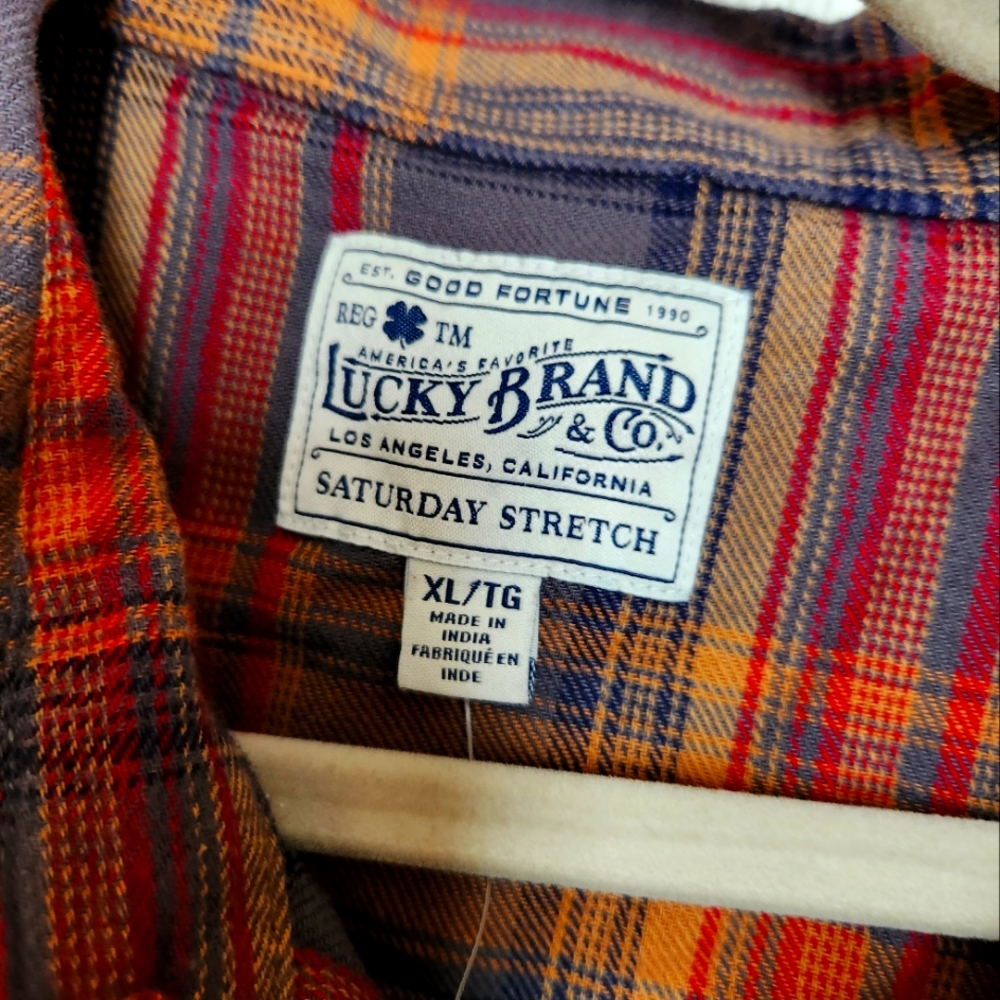 EST. GOOD FORTUNE 1990
REG TM
AMERICA'S FAVORITE
LUCKY BRAND
& CO.
LOS ANGELES, CALIFORNIA
SATURDAY STRETCH
XL/TG
MADE IN
INDIA
FABRIQUÉ EN
INDE